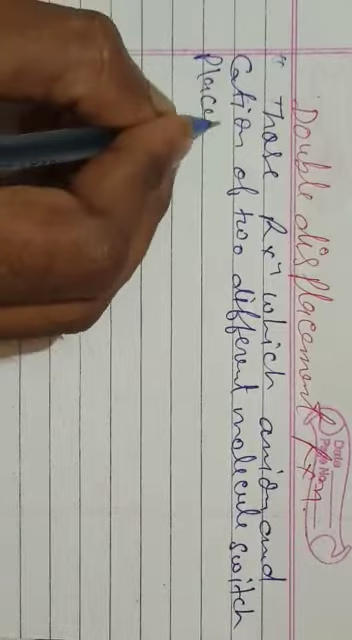 Double displacement Rxn.
Date
Page No.
" Those Rxn which anion and
Cation of two different molecule switch
Place